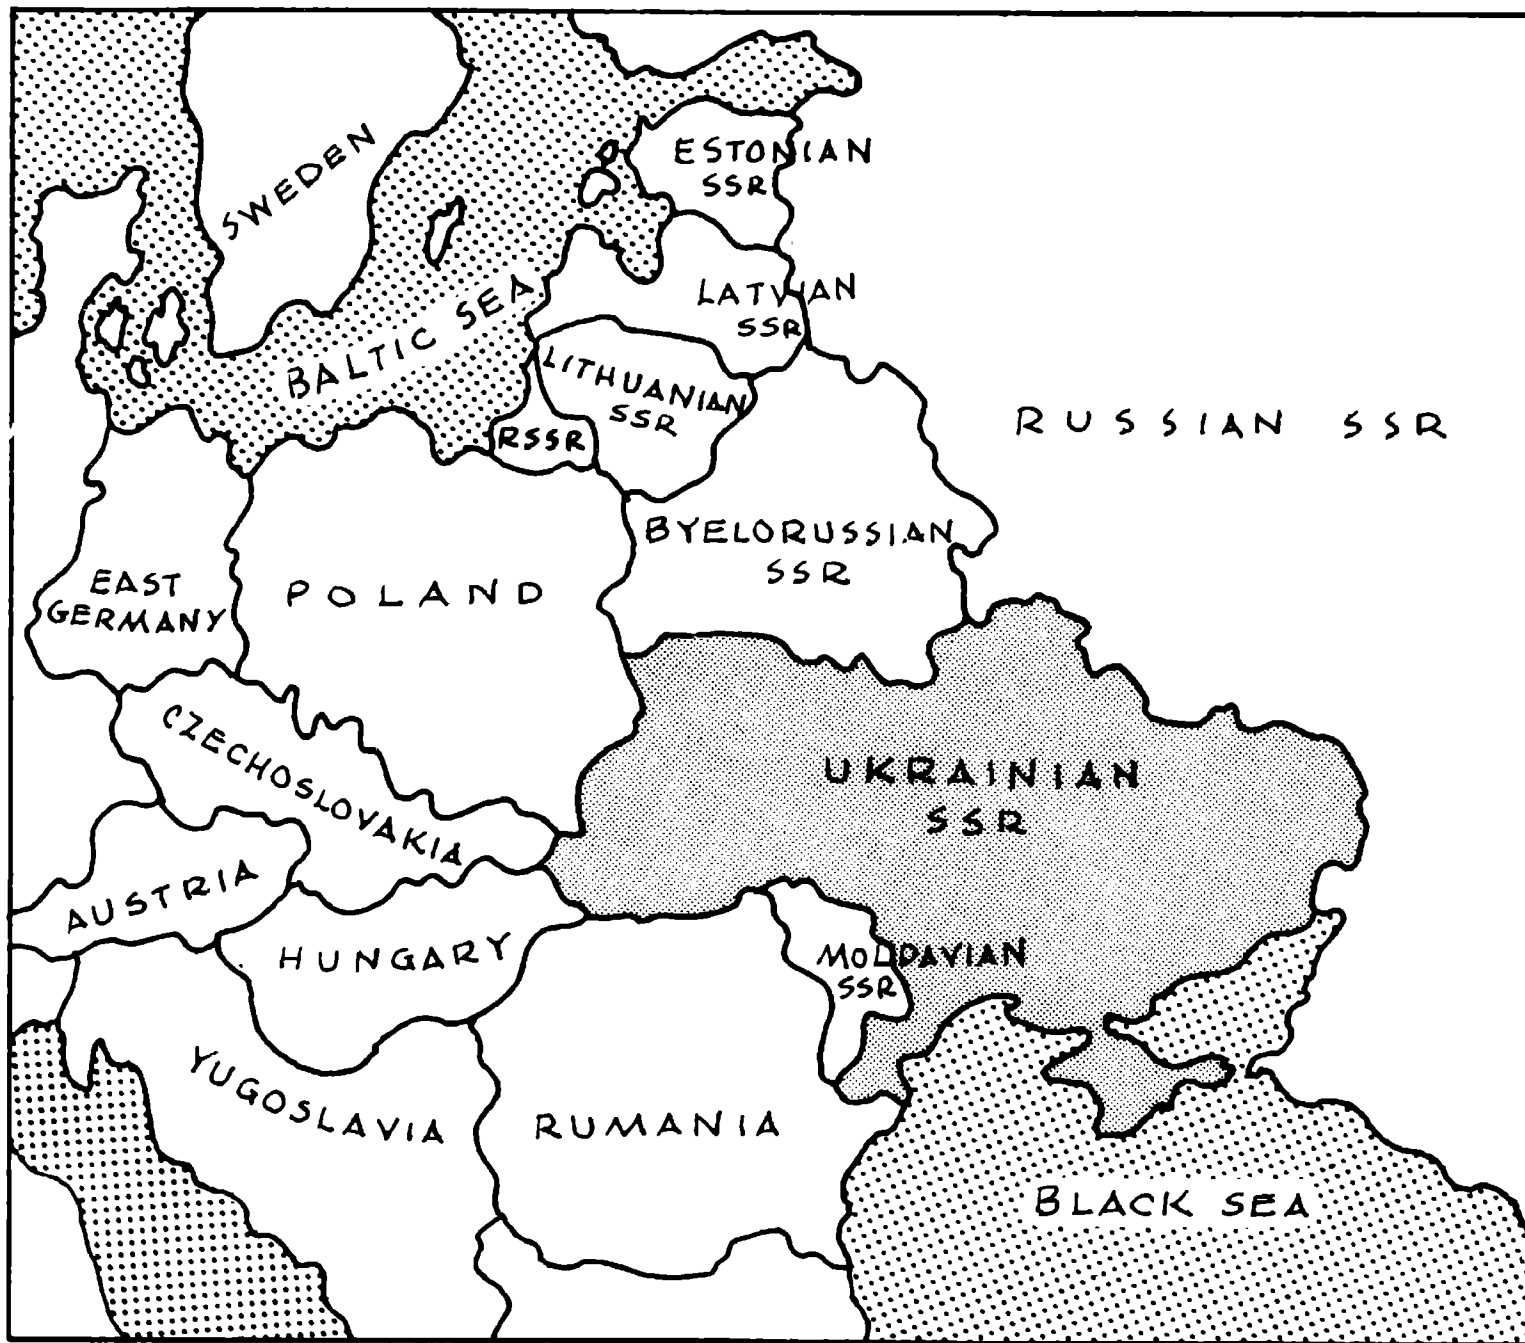 ESTONIAN
SSR
SWEDEN
LATVIAN
SSR
BALTIC SEA
LITHUANIAN
SSR
RSSR
RUSSIAN SSR
BYELORUSSIAN
SSR
EAST
GERMANY
POLAND
CZECHOSLOVAKIA
UKRAINIAN
SSR
AUSTRIA
HUNGARY
MOLDAVIAN
SSR
YUGOSLAVIA
RUMANIA
BLACK SEA